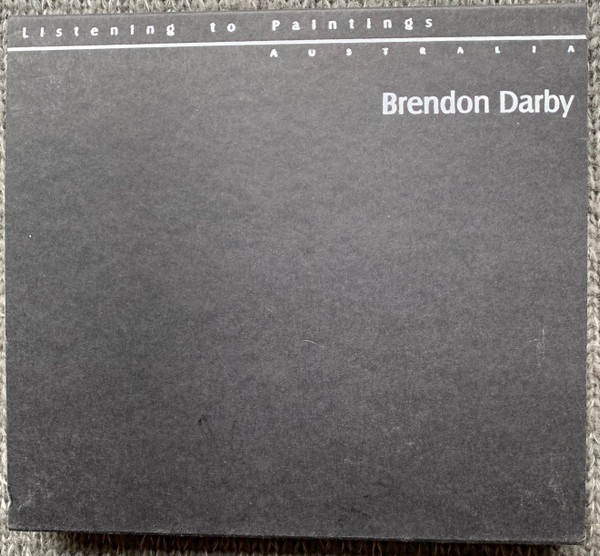 Listening to Paintings
AUSTRALIA
Brendon Darby